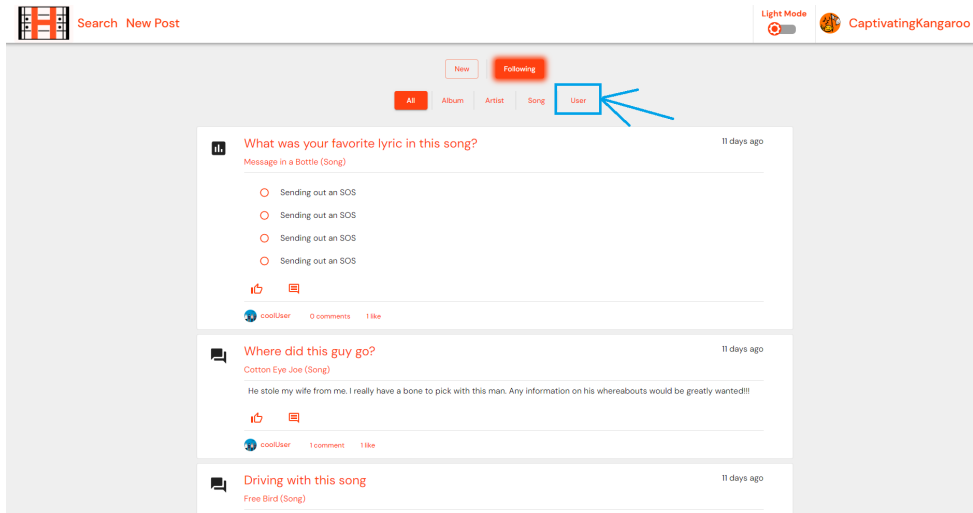 Search New Post
Light Mode
CaptivatingKangaroo
New Following
All Album Artist Song User
What was your favorite lyric in this song? 11 days ago
Message in a Bottle (Song)
Sending out an SOS
Sending out an SOS
Sending out an SOS
Sending out an SOS
coolUser 0 comments 1 like
Where did this guy go? 11 days ago
Cotton Eye Joe (Song)
He stole my wife from me. I really have a bone to pick with this man. Any information on his whereabouts would be greatly wanted!!!
coolUser 1 comment 1 like
Driving with this song 11 days ago
Free Bird (Song)